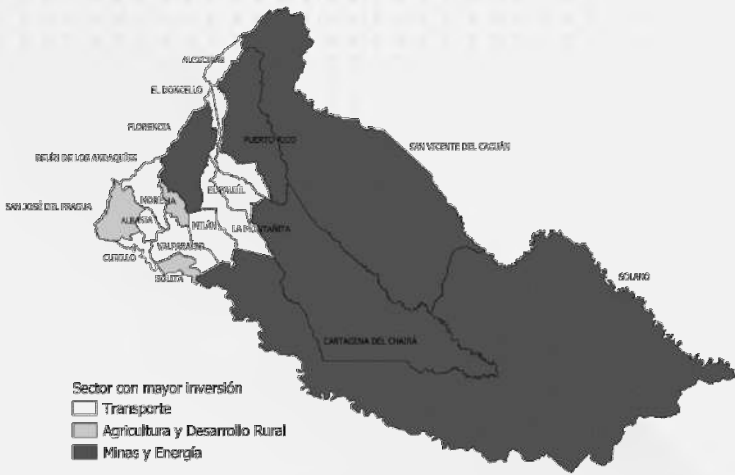 ALBANIA
EL DONCELLO
FLORENCIA
PUERTO RICO
SAN VICENTE DEL CAGUÁN
BELÉN DE LOS ANDAQUÍES
EL PAUJÍL
MORELIA
SAN JOSÉ DEL FRAGUA
MILÁN
LA MONTAÑITA
VALPARAÍSO
CURILLO
SOLITA
SOLANO
CARTAGENA DEL CHAIRÁ
Sector con mayor inversión
Transporte
Agricultura y Desarrollo Rural
Minas y Energía